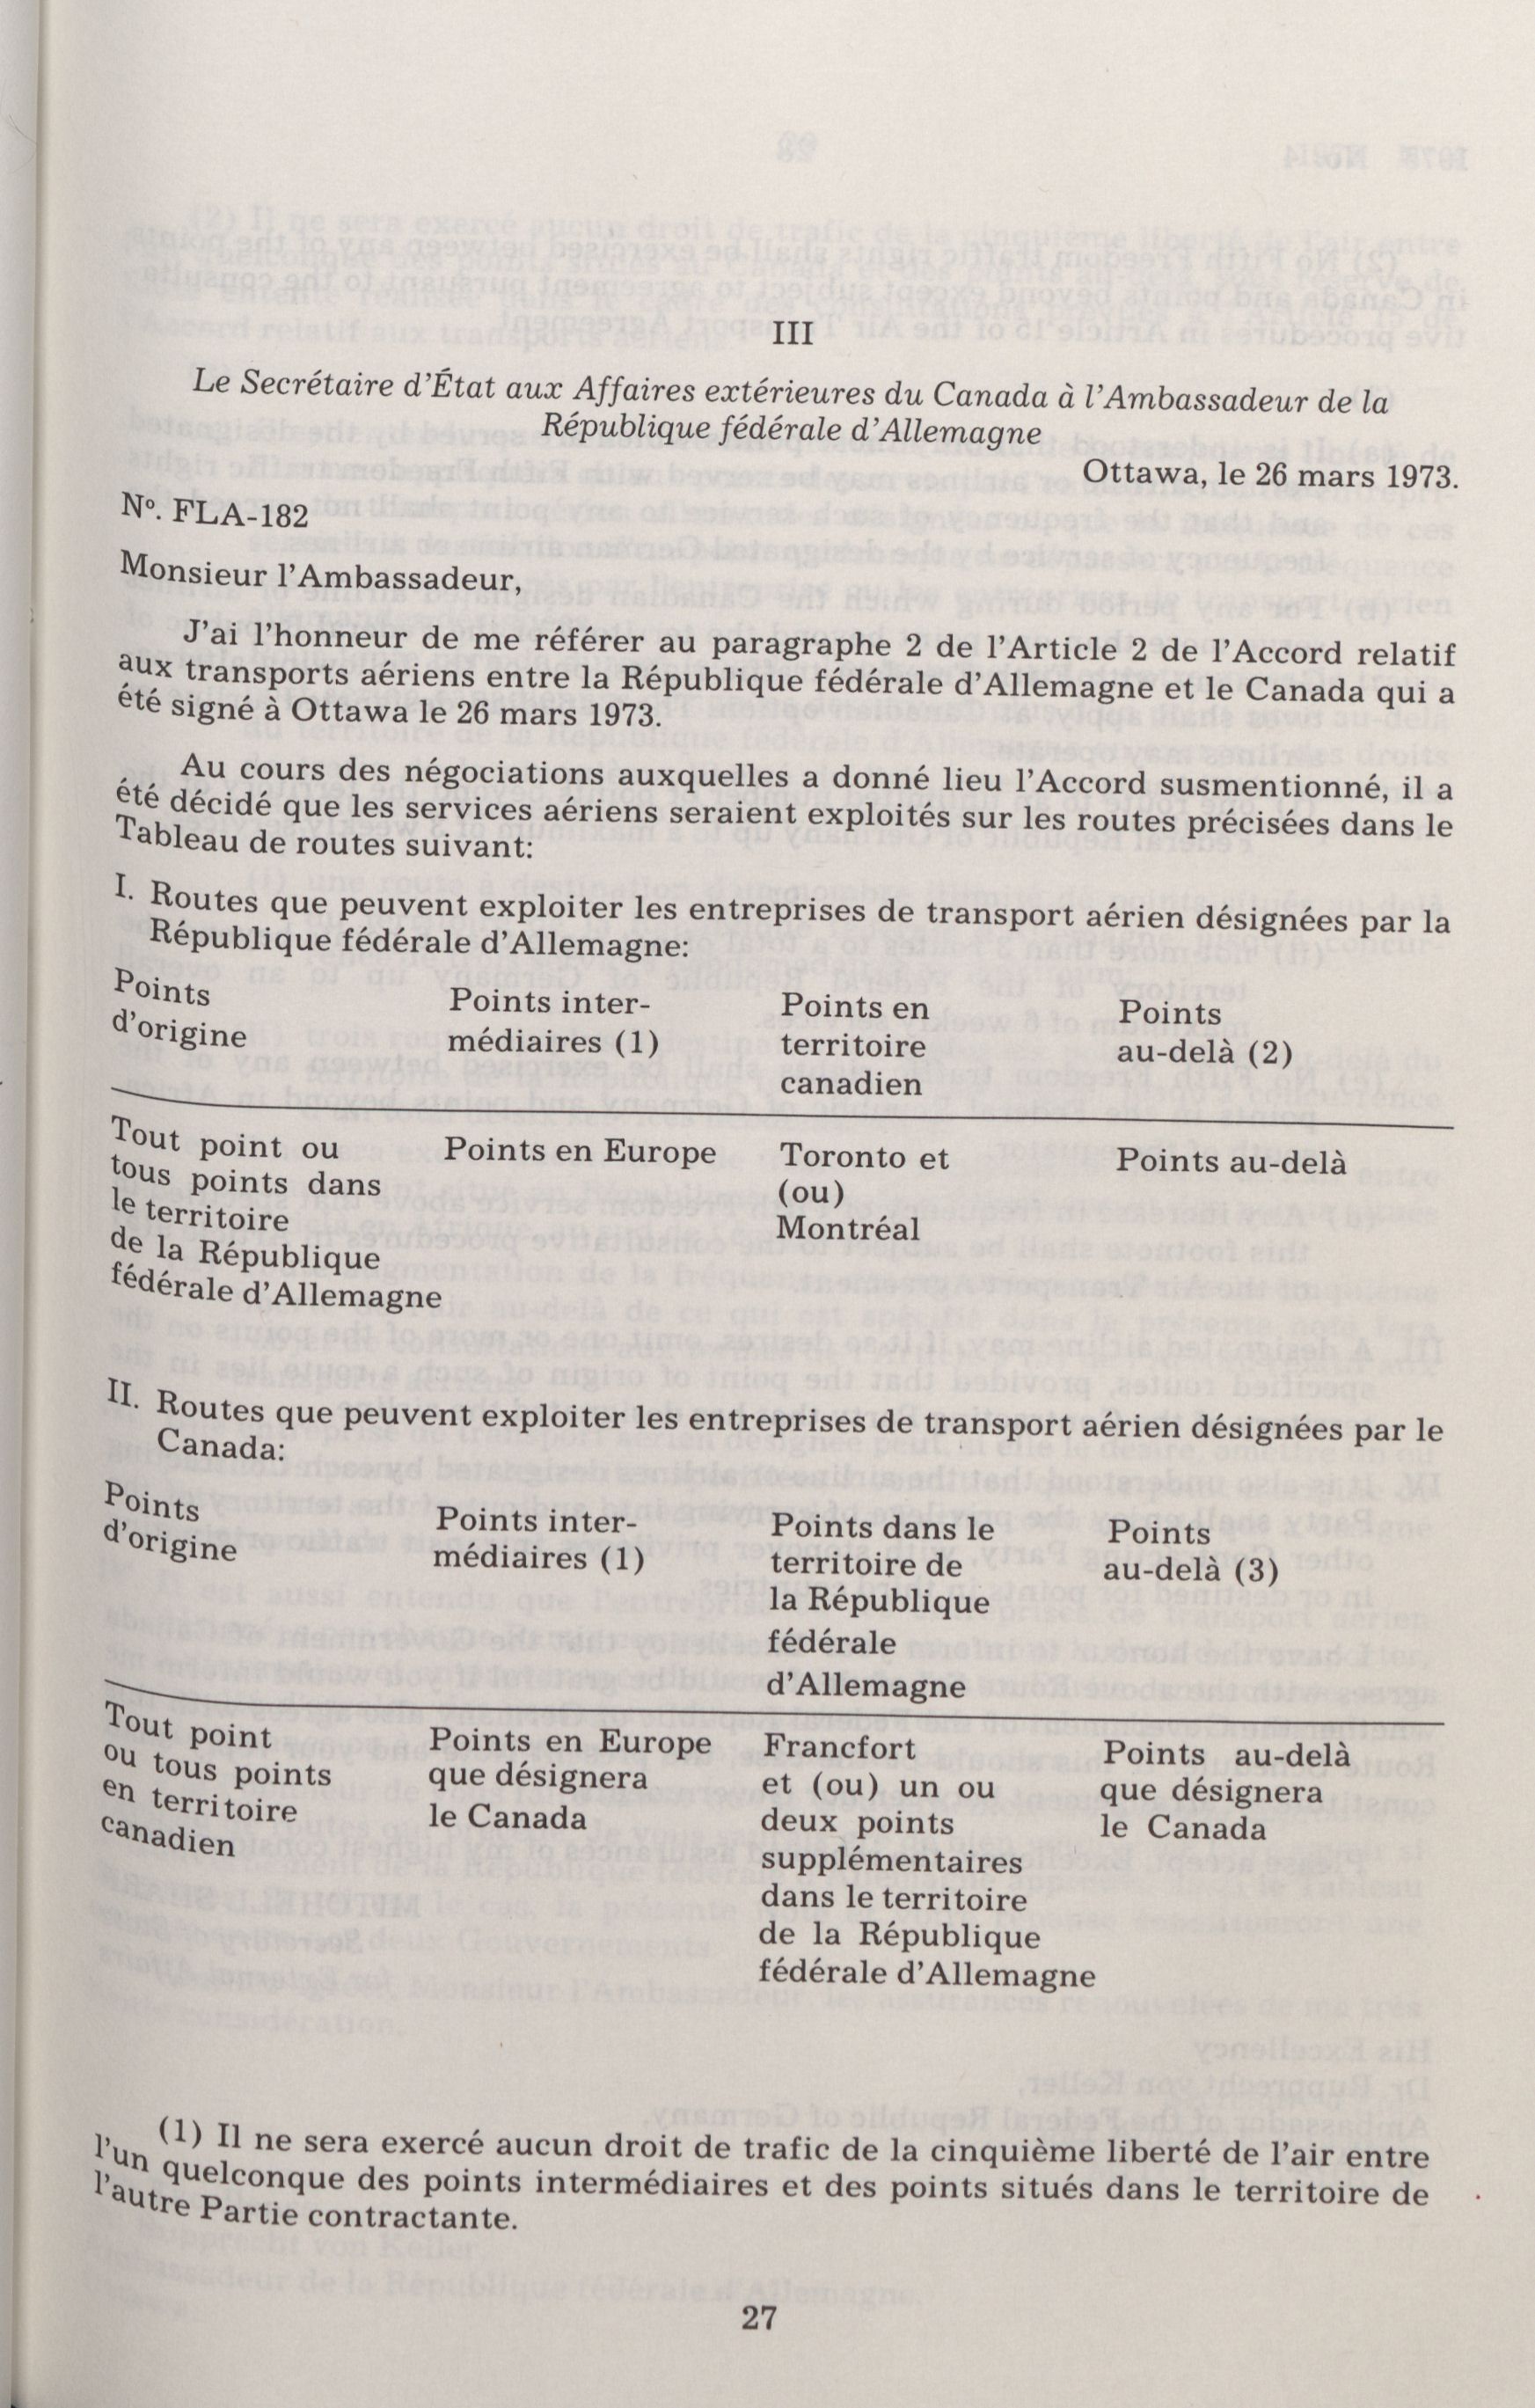 III
Le Secrétaire d'État aux Affaires extérieures du Canada à l'Ambassadeur de la
République fédérale d'Allemagne
Ottawa, le 26 mars 1973.
Nº. FLA-182
Monsieur l'Ambassadeur,
J'ai l'honneur de me référer au paragraphe 2 de l'Article 2 de l'Accord relatif
aux transports aériens entre la République fédérale d'Allemagne et le Canada qui a
été signé à Ottawa le 26 mars 1973.
Au cours des négociations auxquelles a donné lieu l'Accord susmentionné, il a
été décidé que les services aériens seraient exploités sur les routes précisées dans le
Tableau de routes suivant:
I. Routes que peuvent exploiter les entreprises de transport aérien désignées par la
République fédérale d'Allemagne:
Points
d'origine
Points inter-
médiaires (1)
Points en
territoire
canadien
Points
au-delà (2)
Tout point ou
tous points dans
le territoire
de la République
fédérale d'Allemagne
Points en Europe
Toronto et
(ou)
Montréal
Points au-delà
II. Routes que peuvent exploiter les entreprises de transport aérien désignées par le
Canada:
Points
d'origine
Points inter-
médiaires (1)
Points dans le
territoire de
la République
fédérale
d'Allemagne
Points
au-delà (3)
Tout point
ou tous points
en territoire
canadien
Points en Europe
que désignera
le Canada
Francfort
et (ou) un ou
deux points
supplémentaires
dans le territoire
de la République
fédérale d'Allemagne
Points au-delà
que désignera
le Canada
(1) Il ne sera exercé aucun droit de trafic de la cinquième liberté de l'air entre
l'un quelconque des points intermédiaires et des points situés dans le territoire de
l'autre Partie contractante.
27